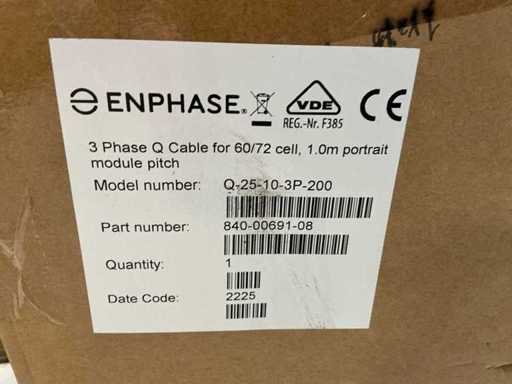 ENPHASE®
VDE
REG.-Nr. F385
CE
3 Phase Q Cable for 60/72 cell, 1.0m portrait
module pitch
Model number: Q-25-10-3P-200
Part number: 840-00691-08
Quantity: 1
Date Code: 2225